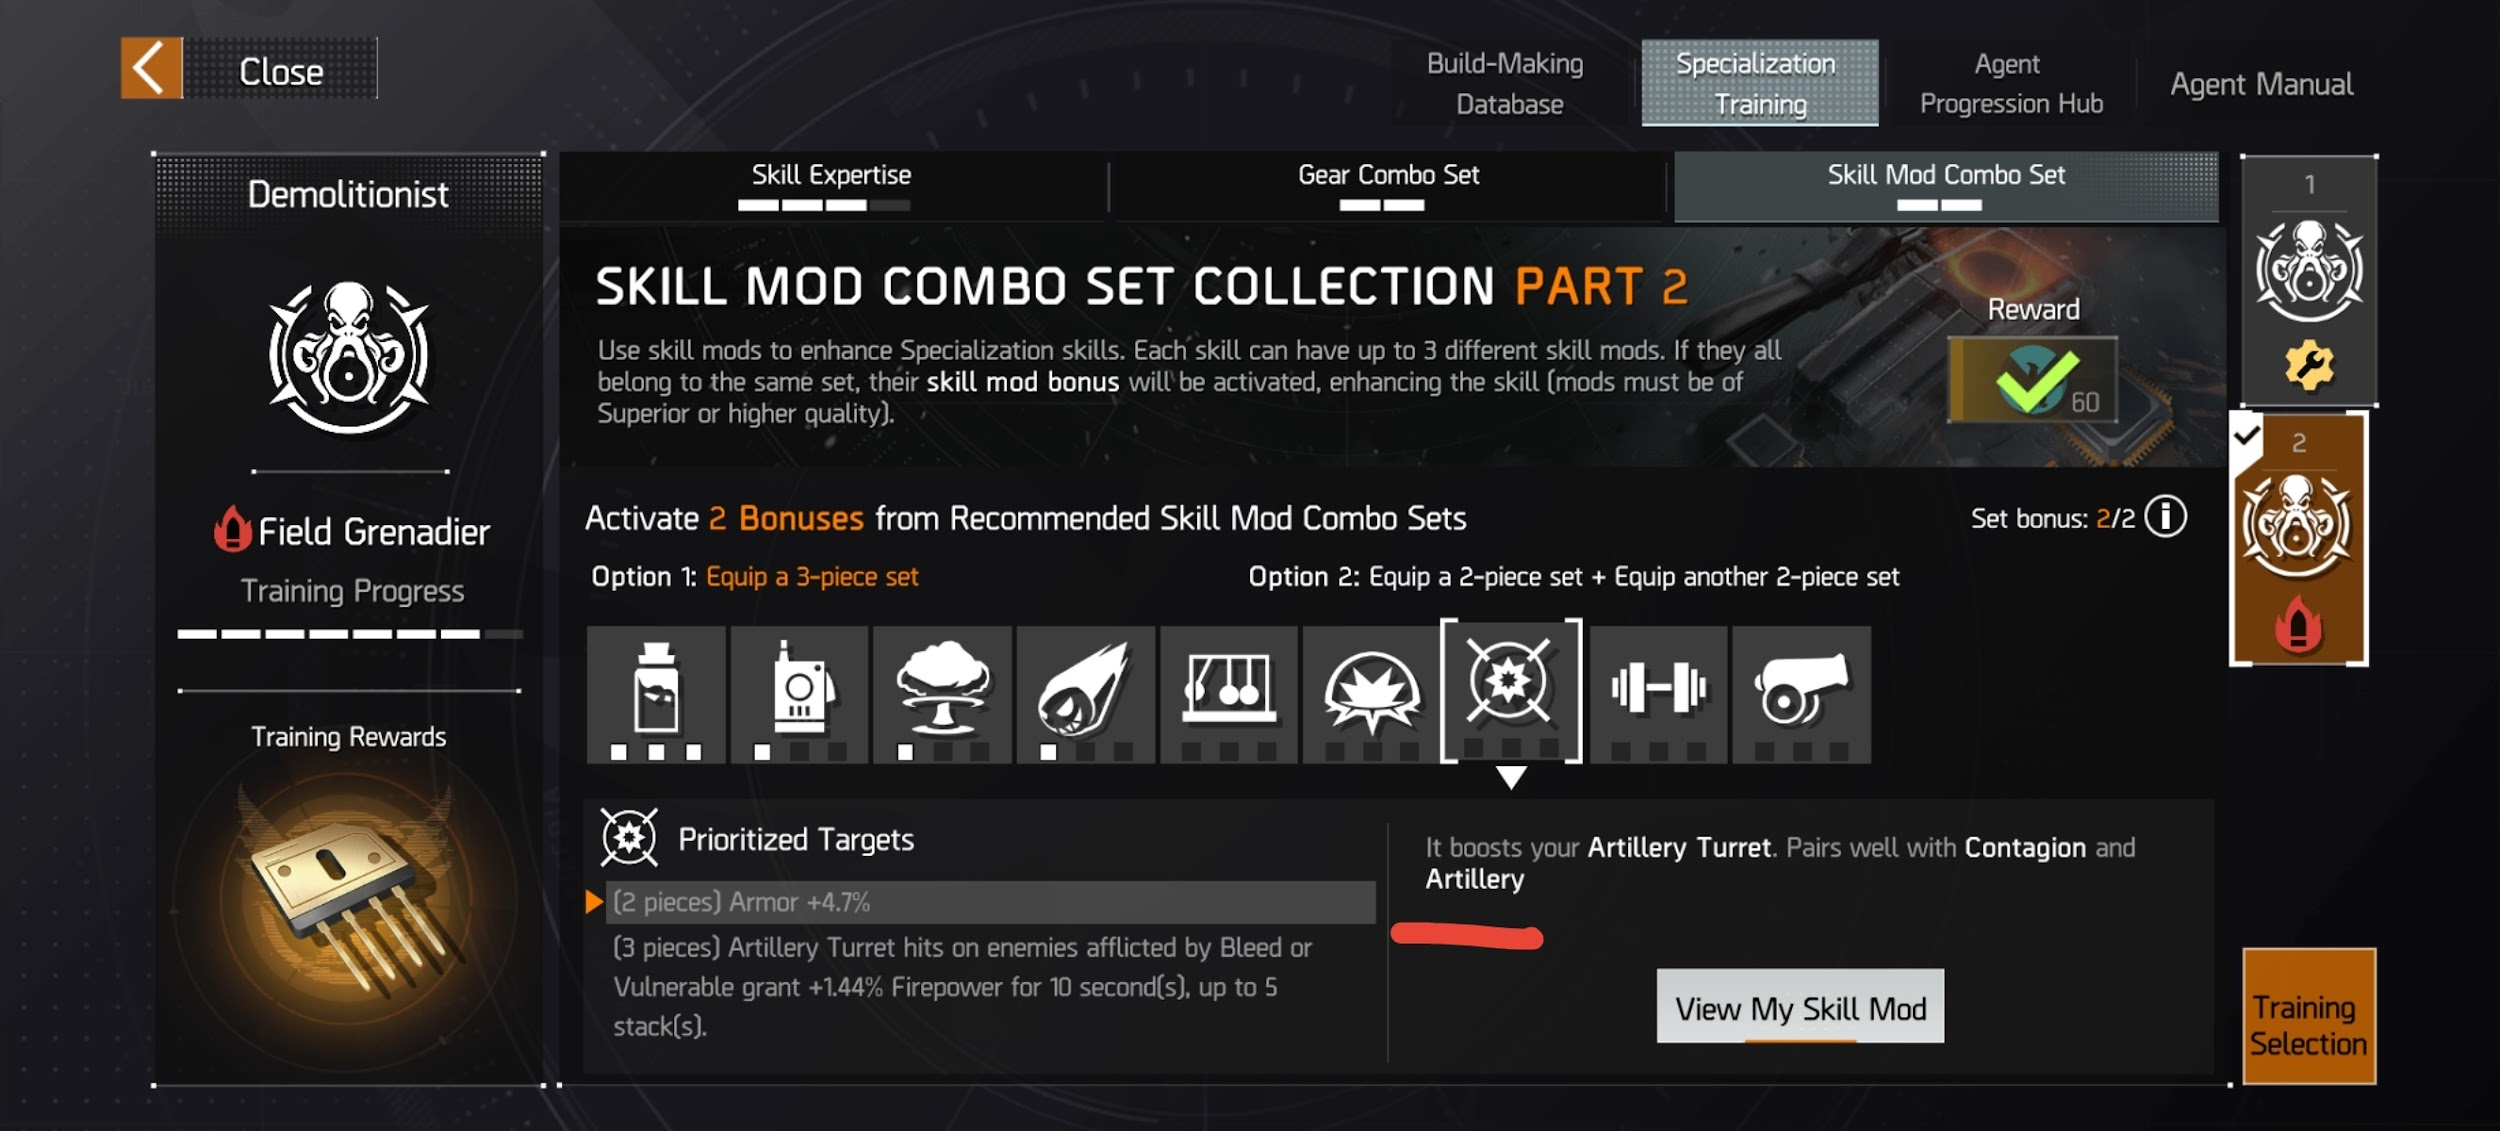 Close
Build-Making
Database
Specialization
Training
Agent
Progression Hub
Agent Manual
Demolitionist
Field Grenadier
Training Progress
Training Rewards
Skill Expertise
Gear Combo Set
Skill Mod Combo Set
SKILL MOD COMBO SET COLLECTION PART 2
Use skill mods to enhance Specialization skills. Each skill can have up to 3 different skill mods. If they all
belong to the same set, their skill mod bonus will be activated, enhancing the skill (mods must be of
Superior or higher quality).
Reward
60
Activate 2 Bonuses from Recommended Skill Mod Combo Sets
Set bonus: 2/2
Option 1: Equip a 3-piece set
Option 2: Equip a 2-piece set + Equip another 2-piece set
Prioritized Targets
(2 pieces) Armor +4.7%
(3 pieces) Artillery Turret hits on enemies afflicted by Bleed or
Vulnerable grant +1.44% Firepower for 10 second(s), up to 5
stack(s).
It boosts your Artillery Turret. Pairs well with Contagion and
Artillery
View My Skill Mod
1
2
Training
Selection